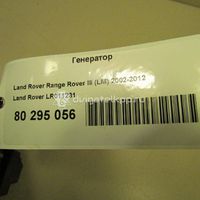 Генератор
Land Rover Range Rover III (LM) 2002-2012
Land Rover LR011231
80 295 056